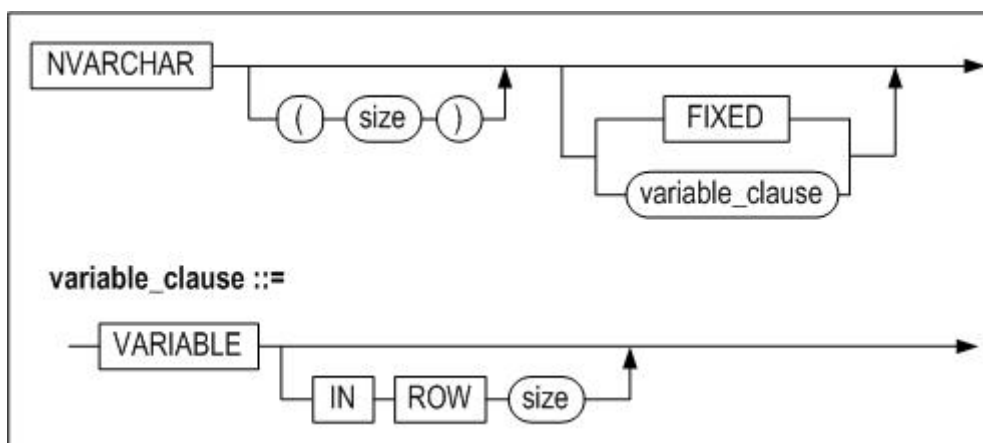 NVARCHAR
( size )
FIXED
variable_clause
variable_clause ::=
VARIABLE
IN ROW size